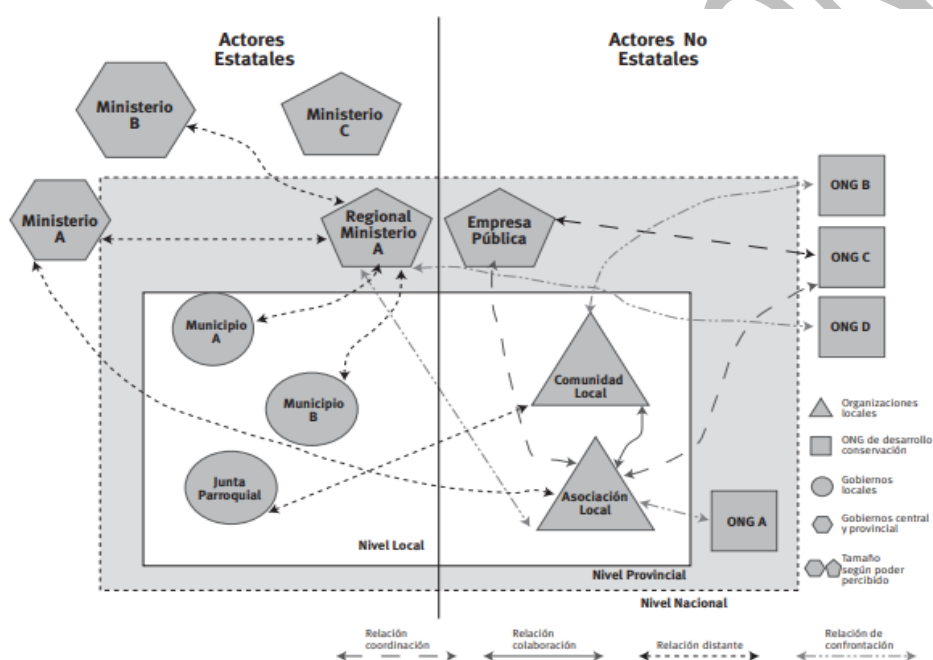 Actores
Estatales
Actores No
Estatales
Ministerio
B
Ministerio
C
Ministerio
A
Regional
Ministerio
A
Empresa
Pública
ONG B
ONG C
ONG D
Municipio
A
Municipio
B
Junta
Parroquial
Comunidad
Local
Asociación
Local
ONG A
Nivel Local
Nivel Provincial
Nivel Nacional
Organizaciones
locales
ONG de desarrollo
conservación
Gobiernos
locales
Gobiernos central
y provincial
Tamaño
según poder
percibido
Relación
coordinación
Relación
colaboración
Relación distante
Relación de
confrontación